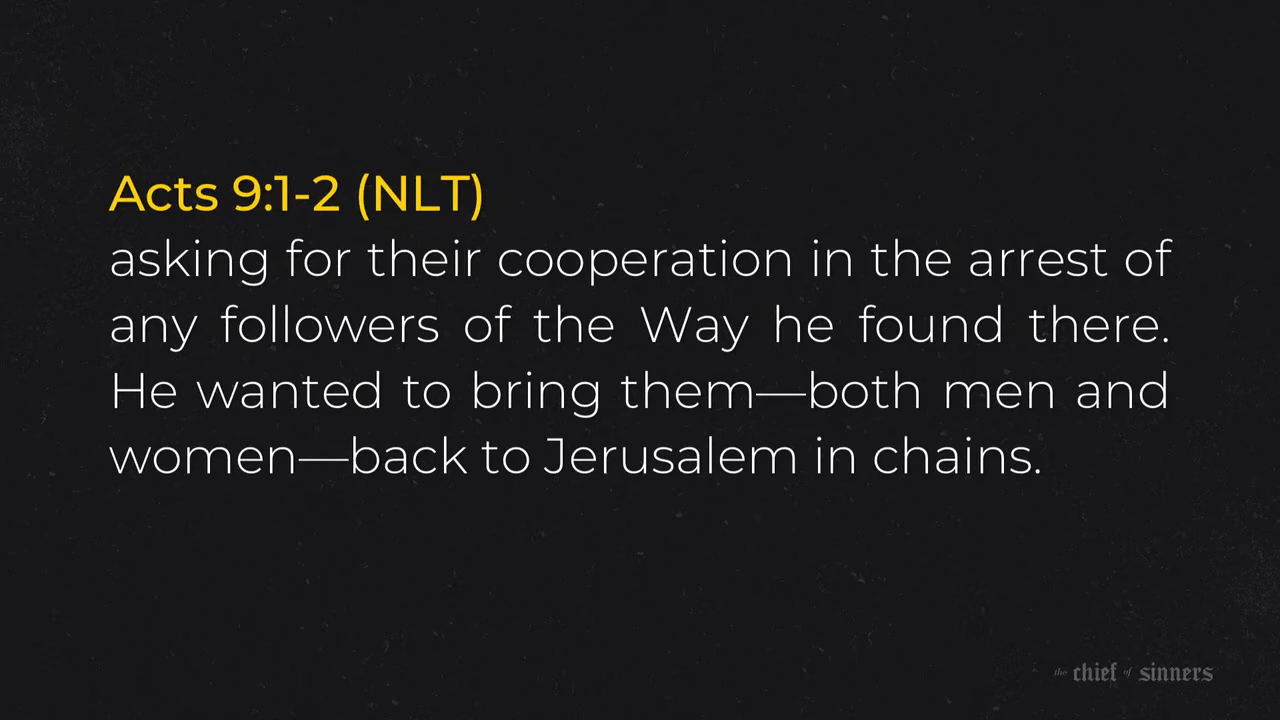 Acts 9:1-2 (NLT)
asking for their cooperation in the arrest of
any followers of the Way he found there.
He wanted to bring them—both men and
women—back to Jerusalem in chains.
the chief of sinners